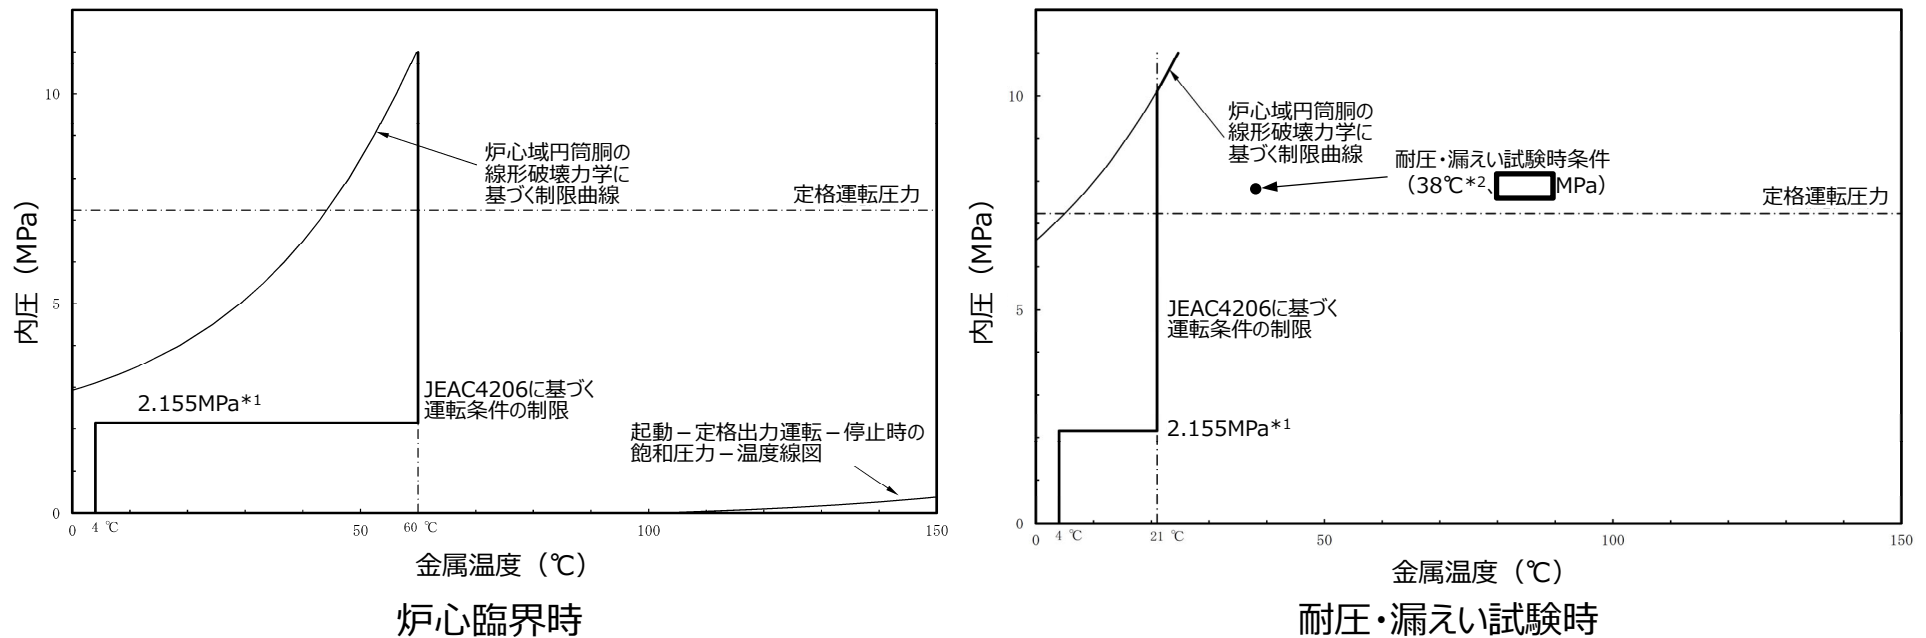 10
5
0
内圧（MPa）
炉心域円筒胴の
線形破壊力学に
基づく制限曲線
定格運転圧力
2.155MPa*1
JEAC4206に基づく
運転条件の制限
起動－定格出力運転－停止時の
飽和圧力－温度線図
0
4 ℃
50
60 ℃
100
150
金属温度（℃）
炉心臨界時
10
5
0
内圧（MPa）
炉心域円筒胴の
線形破壊力学に
基づく制限曲線
耐圧・漏えい試験時条件
（38℃*2、 MPa）
定格運転圧力
JEAC4206に基づく
運転条件の制限
2.155MPa*1
0
4 ℃
21 ℃
50
100
150
金属温度（℃）
耐圧・漏えい試験時